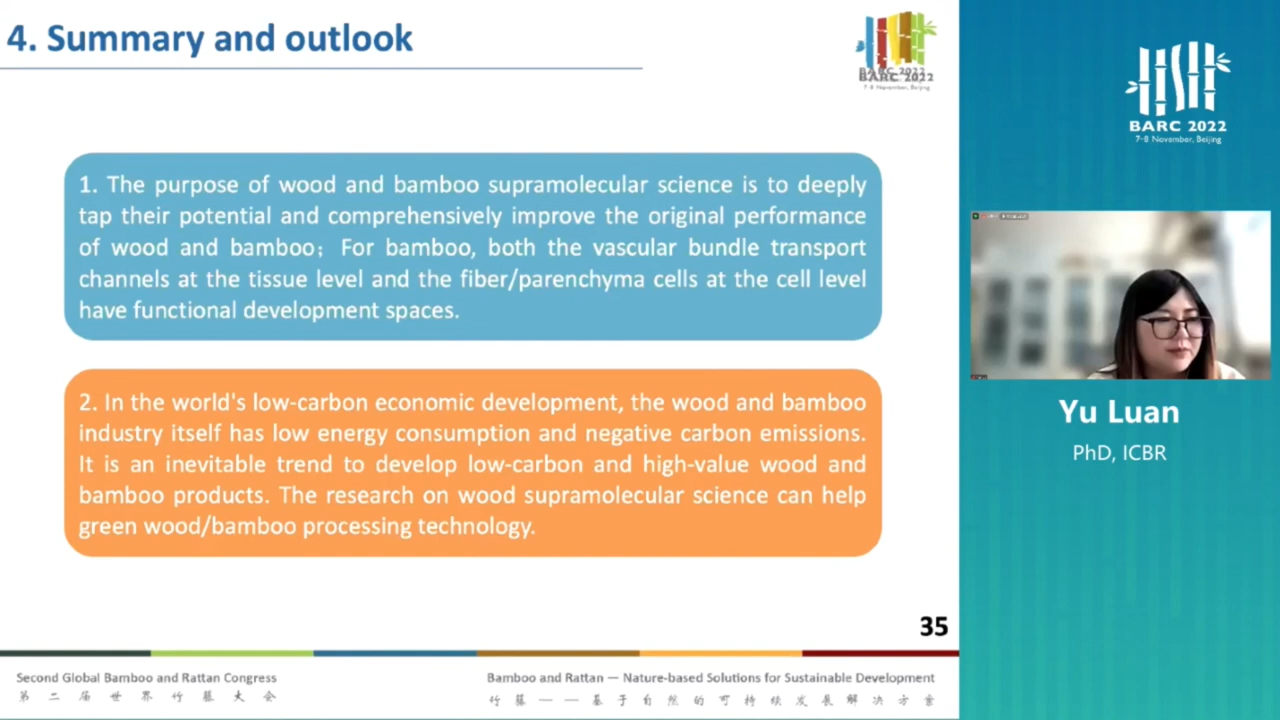 4. Summary and outlook
BARC 2022
7-8 November, Beijing
1. The purpose of wood and bamboo supramolecular science is to deeply
tap their potential and comprehensively improve the original performance
of wood and bamboo；For bamboo, both the vascular bundle transport
channels at the tissue level and the fiber/parenchyma cells at the cell level
have functional development spaces.
2. In the world's low-carbon economic development, the wood and bamboo
industry itself has low energy consumption and negative carbon emissions.
It is an inevitable trend to develop low-carbon and high-value wood and
bamboo products. The research on wood supramolecular science can help
green wood/bamboo processing technology.
35
Second Global Bamboo and Rattan Congress
第二届世界竹藤大会
Bamboo and Rattan — Nature-based Solutions for Sustainable Development
竹藤——基于自然的可持续发展解决方案
BARC 2022
7-8 November, Beijing
Yu Luan
PhD, ICBR